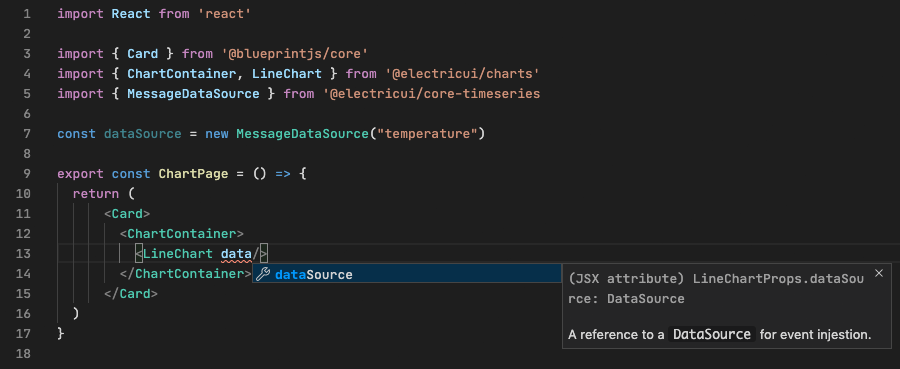 1 import React from 'react'
2
3 import { Card } from '@blueprintjs/core'
4 import { ChartContainer, LineChart } from '@electricui/charts'
5 import { MessageDataSource } from '@electricui/core-timeseries
6
7 const dataSource = new MessageDataSource("temperature")
8
9 export const ChartPage = () => {
10 return (
11 <Card>
12 <ChartContainer>
13 <LineChart data/>
14 </ChartContainer>
dataSource
(JSX attribute) LineChartProps.dataSou
rce: DataSource
A reference to a DataSource for event injestion.
15 </Card>
16 )
17 }
18